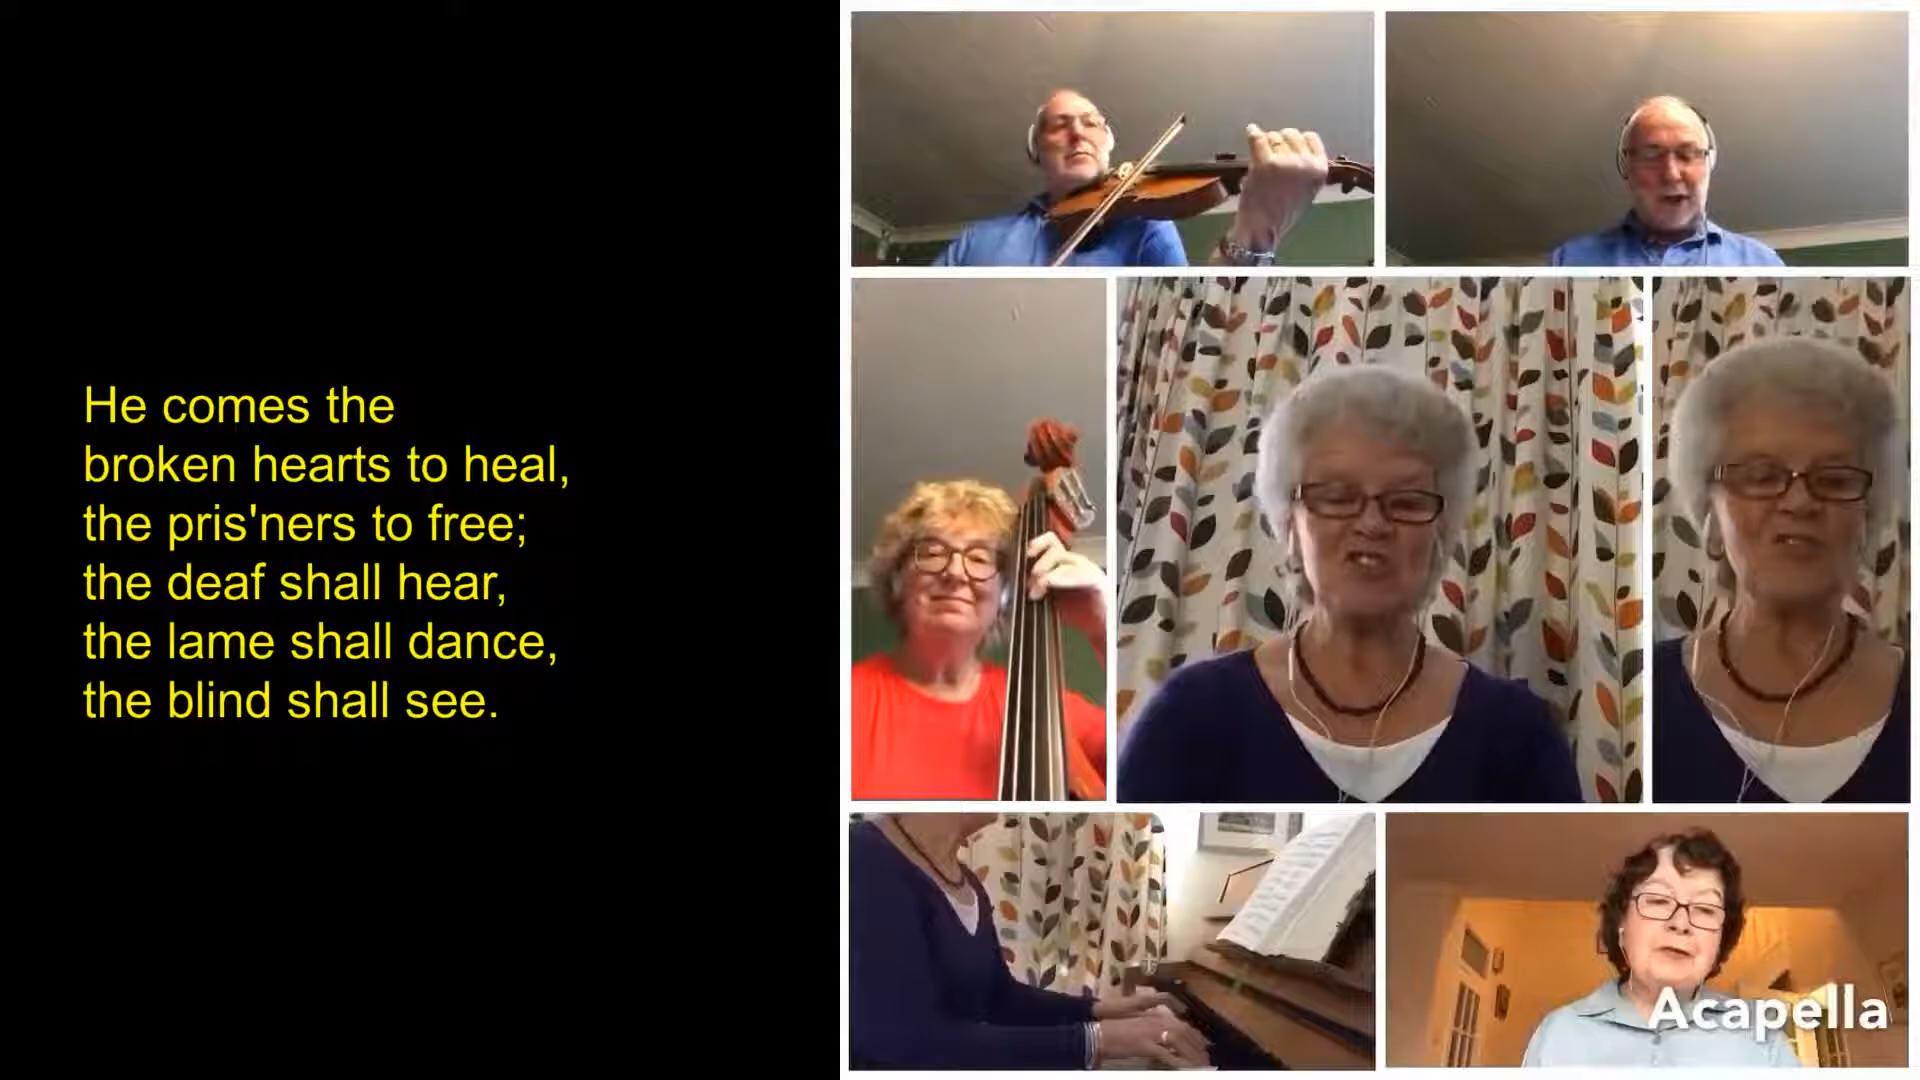 He comes the
broken hearts to heal,
the pris'ners to free;
the deaf shall hear,
the lame shall dance,
the blind shall see.
Acapella